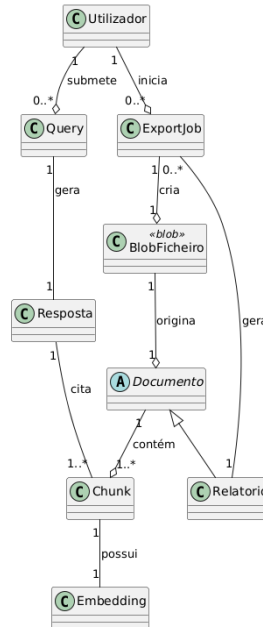 C Utilizador
1 1
submete inicia
0..* 0..*
C Query C ExportJob
1 1 0..*
gera cria
1
«blob»
C BlobFicheiro
1 1
C Resposta origina gera
1 1
A Documento
cita 1
contém
1..* 1..* 1
C Chunk C Relatorio
1
possui
1
C Embedding